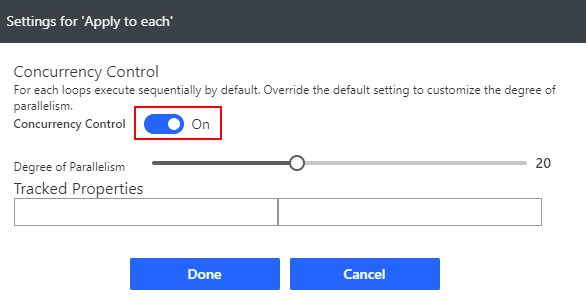 Settings for 'Apply to each'
Concurrency Control
For each loops execute sequentially by default. Override the default setting to customize the degree of
parallelism.
Concurrency Control On
Degree of Parallelism 20
Tracked Properties
Done Cancel